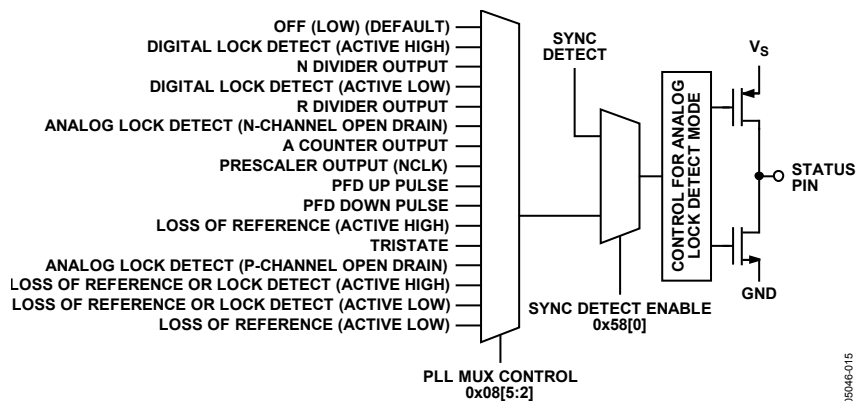 OFF (LOW) (DEFAULT)
DIGITAL LOCK DETECT (ACTIVE HIGH)
N DIVIDER OUTPUT
DIGITAL LOCK DETECT (ACTIVE LOW)
R DIVIDER OUTPUT
ANALOG LOCK DETECT (N-CHANNEL OPEN DRAIN)
A COUNTER OUTPUT
PRESCALER OUTPUT (NCLK)
PFD UP PULSE
PFD DOWN PULSE
LOSS OF REFERENCE (ACTIVE HIGH)
TRISTATE
ANALOG LOCK DETECT (P-CHANNEL OPEN DRAIN)
LOSS OF REFERENCE OR LOCK DETECT (ACTIVE HIGH)
LOSS OF REFERENCE OR LOCK DETECT (ACTIVE LOW)
LOSS OF REFERENCE (ACTIVE LOW)
PLL MUX CONTROL
0x08[5:2]
SYNC
DETECT
SYNC DETECT ENABLE
0x58[0]
CONTROL FOR ANALOG
LOCK DETECT MODE
VS
STATUS
PIN
GND
05046-015